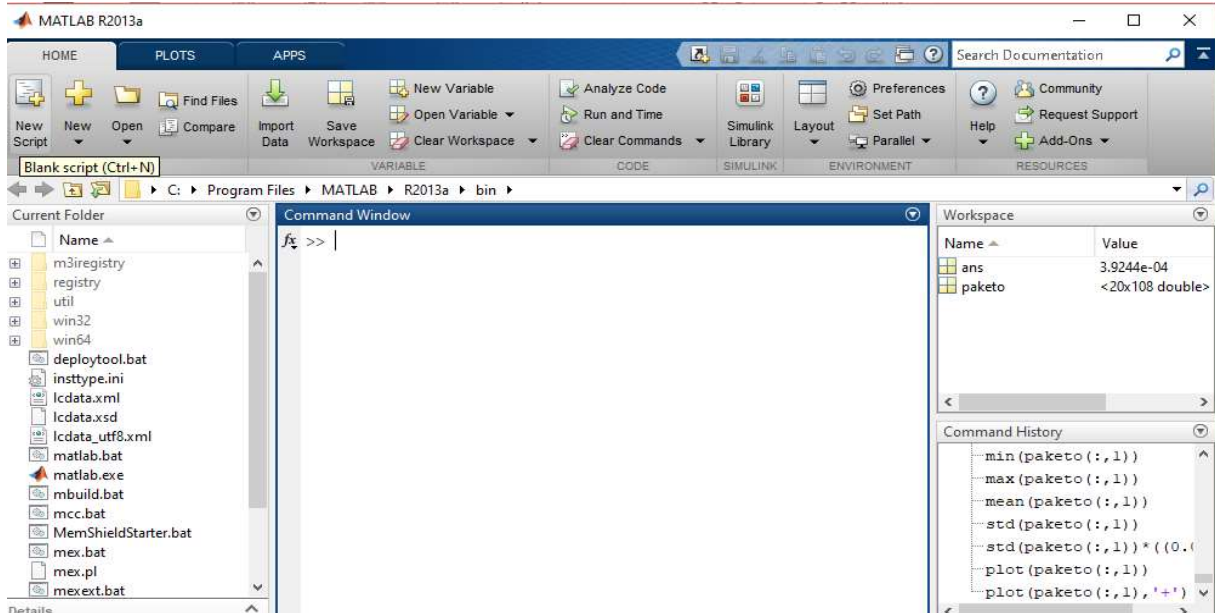 MATLAB R2013a
HOME PLOTS APPS Search Documentation
New Script New Open Find Files Compare
Import Data Save Workspace New Variable Open Variable Clear Workspace
Analyze Code Run and Time Clear Commands
Simulink Library Layout Preferences Set Path Parallel
Help Community Request Support Add-Ons
Blank script (Ctrl+N) VARIABLE CODE SIMULINK ENVIRONMENT RESOURCES
C: Program Files MATLAB R2013a bin
Current Folder
Name
m3iregistry
registry
util
win32
win64
deploytool.bat
insttype.ini
lcdata.xml
lcdata.xsd
lcdata_utf8.xml
matlab.bat
matlab.exe
mbuild.bat
mcc.bat
MemShieldStarter.bat
mex.bat
mex.pl
mexext.bat
Details
Command Window
fx >>
Workspace
Name Value
ans 3.9244e-04
paketo <20x108 double>
Command History
min(paketo(:,1))
max(paketo(:,1))
mean(paketo(:,1))
std(paketo(:,1))
std(paketo(:,1))*((0.
plot(paketo(:,1))
plot(paketo(:,1),'+')